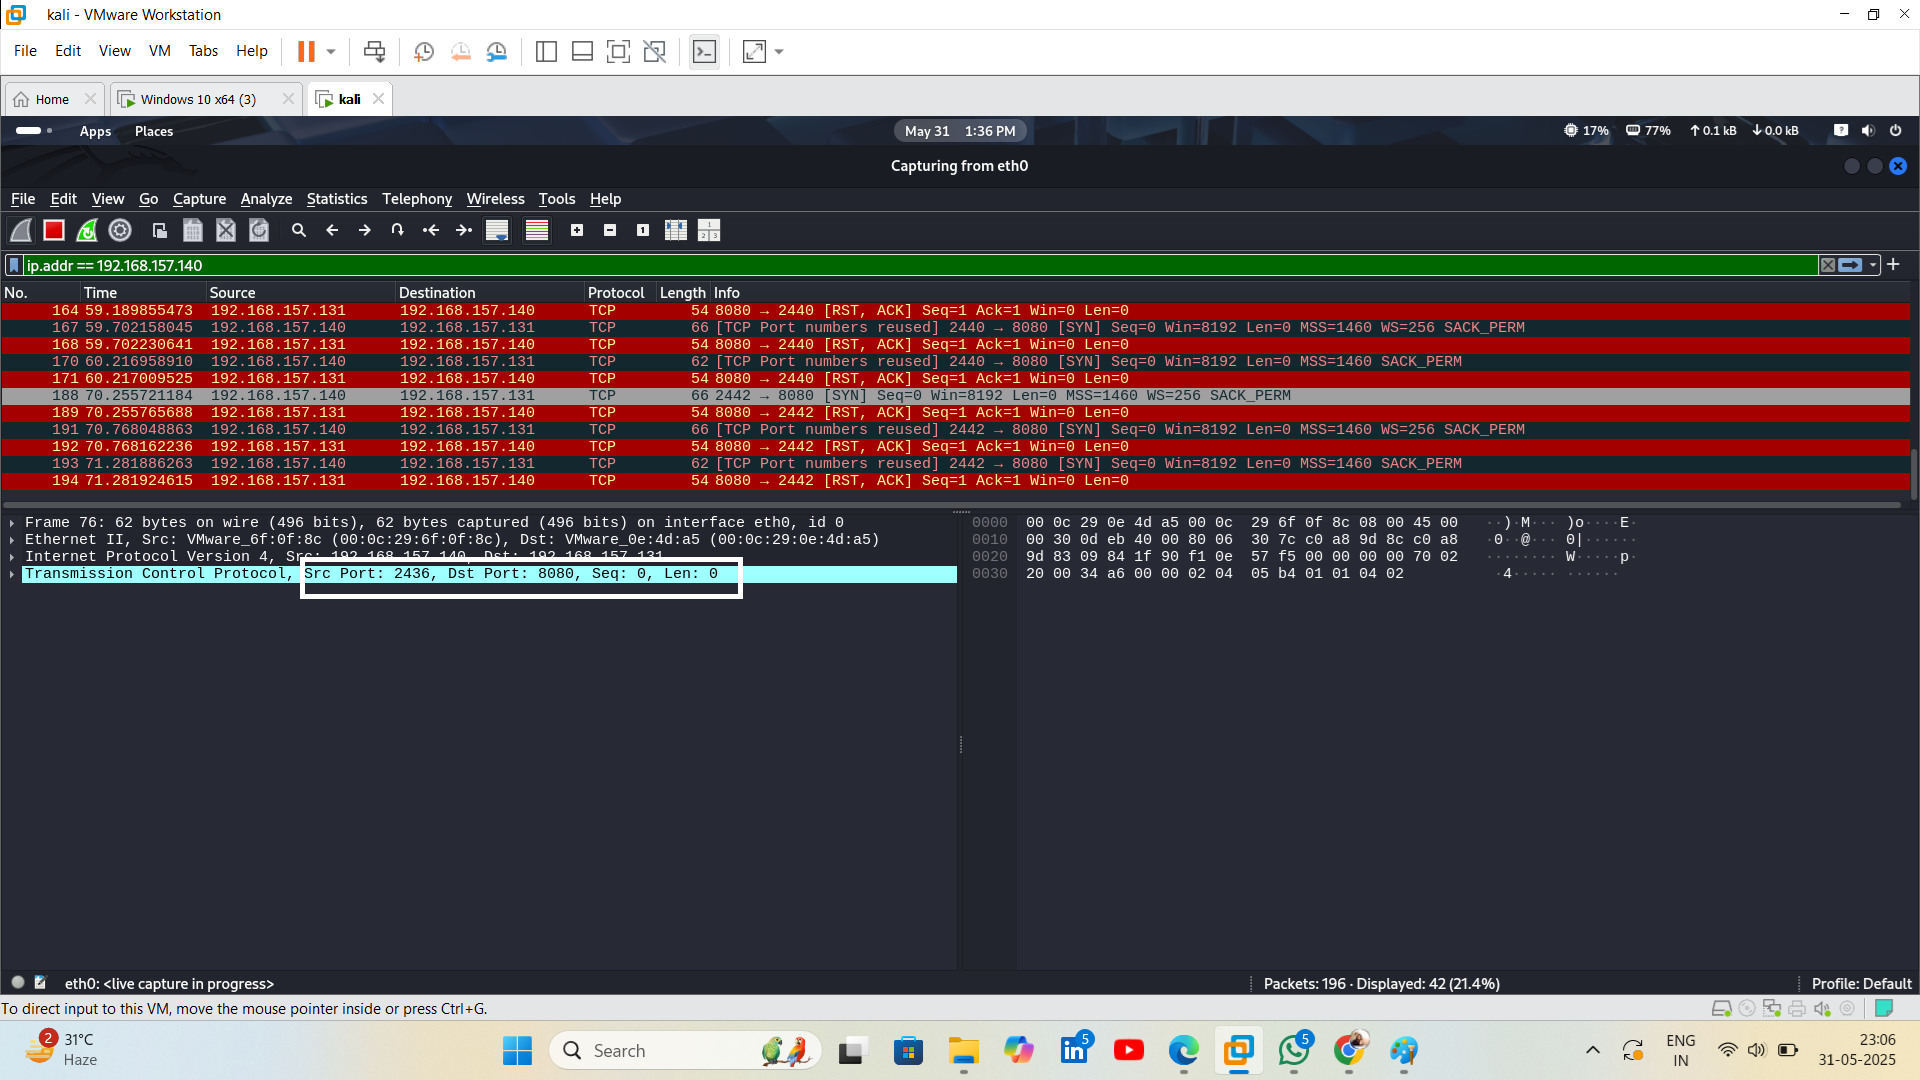 kali - VMware Workstation
File Edit View VM Tabs Help
Home Windows 10 x64 (3) kali
Apps Places May 31 1:36 PM 17% 77% 0.1 kB 0.0 kB
Capturing from eth0
File Edit View Go Capture Analyze Statistics Telephony Wireless Tools Help
ip.addr == 192.168.157.140
No. Time Source Destination Protocol Length Info
164 59.189855473 192.168.157.131 192.168.157.140 TCP 54 8080 → 2440 [RST, ACK] Seq=1 Ack=1 Win=0 Len=0
167 59.702158045 192.168.157.140 192.168.157.131 TCP 66 [TCP Port numbers reused] 2440 → 8080 [SYN] Seq=0 Win=8192 Len=0 MSS=1460 WS=256 SACK_PERM
168 59.702230641 192.168.157.131 192.168.157.140 TCP 54 8080 → 2440 [RST, ACK] Seq=1 Ack=1 Win=0 Len=0
170 60.216958910 192.168.157.140 192.168.157.131 TCP 62 [TCP Port numbers reused] 2440 → 8080 [SYN] Seq=0 Win=8192 Len=0 MSS=1460 SACK_PERM
171 60.217009525 192.168.157.131 192.168.157.140 TCP 54 8080 → 2440 [RST, ACK] Seq=1 Ack=1 Win=0 Len=0
188 70.255721184 192.168.157.140 192.168.157.131 TCP 66 2442 → 8080 [SYN] Seq=0 Win=8192 Len=0 MSS=1460 WS=256 SACK_PERM
189 70.255765688 192.168.157.131 192.168.157.140 TCP 54 8080 → 2442 [RST, ACK] Seq=1 Ack=1 Win=0 Len=0
191 70.768048863 192.168.157.140 192.168.157.131 TCP 66 [TCP Port numbers reused] 2442 → 8080 [SYN] Seq=0 Win=8192 Len=0 MSS=1460 WS=256 SACK_PERM
192 70.768162236 192.168.157.131 192.168.157.140 TCP 54 8080 → 2442 [RST, ACK] Seq=1 Ack=1 Win=0 Len=0
193 71.281886263 192.168.157.140 192.168.157.131 TCP 62 [TCP Port numbers reused] 2442 → 8080 [SYN] Seq=0 Win=8192 Len=0 MSS=1460 SACK_PERM
194 71.281924615 192.168.157.131 192.168.157.140 TCP 54 8080 → 2442 [RST, ACK] Seq=1 Ack=1 Win=0 Len=0
Frame 76: 62 bytes on wire (496 bits), 62 bytes captured (496 bits) on interface eth0, id 0
Ethernet II, Src: VMware_6f:0f:8c (00:0c:29:6f:0f:8c), Dst: VMware_0e:4d:a5 (00:0c:29:0e:4d:a5)
Internet Protocol Version 4, Src: 192.168.157.140, Dst: 192.168.157.131
Transmission Control Protocol, Src Port: 2436, Dst Port: 8080, Seq: 0, Len: 0
0000 00 0c 29 0e 4d a5 00 0c 29 6f 0f 8c 08 00 45 00 ··)·M··· )o····E·
0010 00 30 0d eb 40 00 80 06 30 7c c0 a8 9d 8c c0 a8 ·0··@··· 0|······
0020 9d 83 09 84 1f 90 f1 0e 57 f5 00 00 00 00 70 02 ········ W·····p·
0030 20 00 34 a6 00 00 02 04 05 b4 01 01 04 02 ·4····· ······
eth0: <live capture in progress> Packets: 196 · Displayed: 42 (21.4%) Profile: Default
To direct input to this VM, move the mouse pointer inside or press Ctrl+G.
2 31°C
Haze
Search
5
5
ENG
IN
23:06
31-05-2025